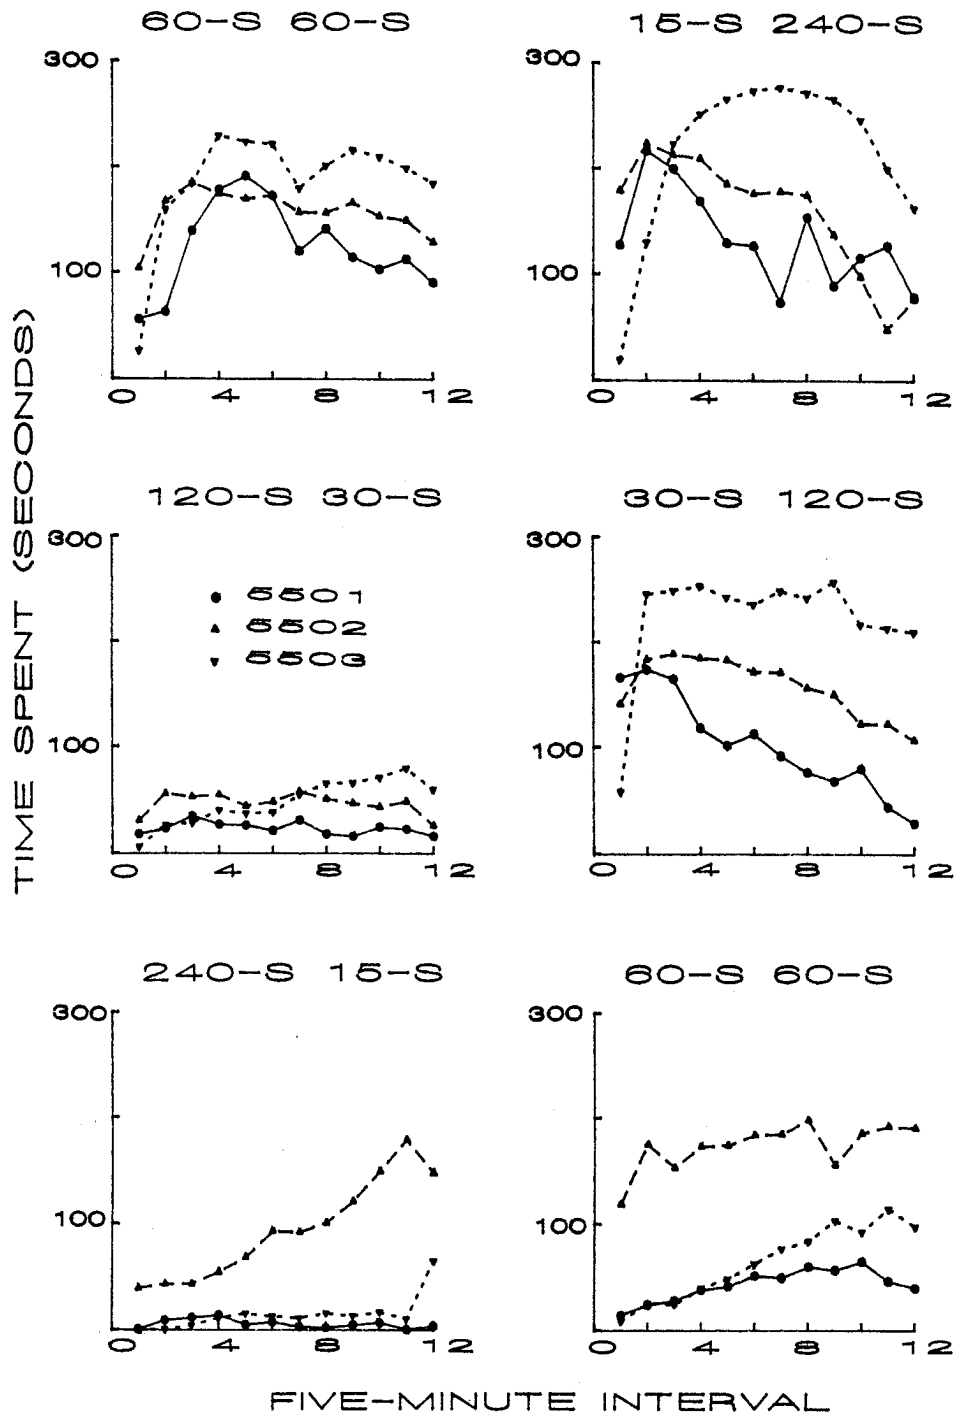 60-S 60-S
300
100
0 4 8 12
15-S 240-S
300
100
0 4 8 12
120-S 30-S
300
100
0 4 8 12
5501
5502
5503
30-S 120-S
300
100
0 4 8 12
240-S 15-S
300
100
0 4 8 12
60-S 60-S
300
100
0 4 8 12
TIME SPENT (SECONDS)
FIVE-MINUTE INTERVAL